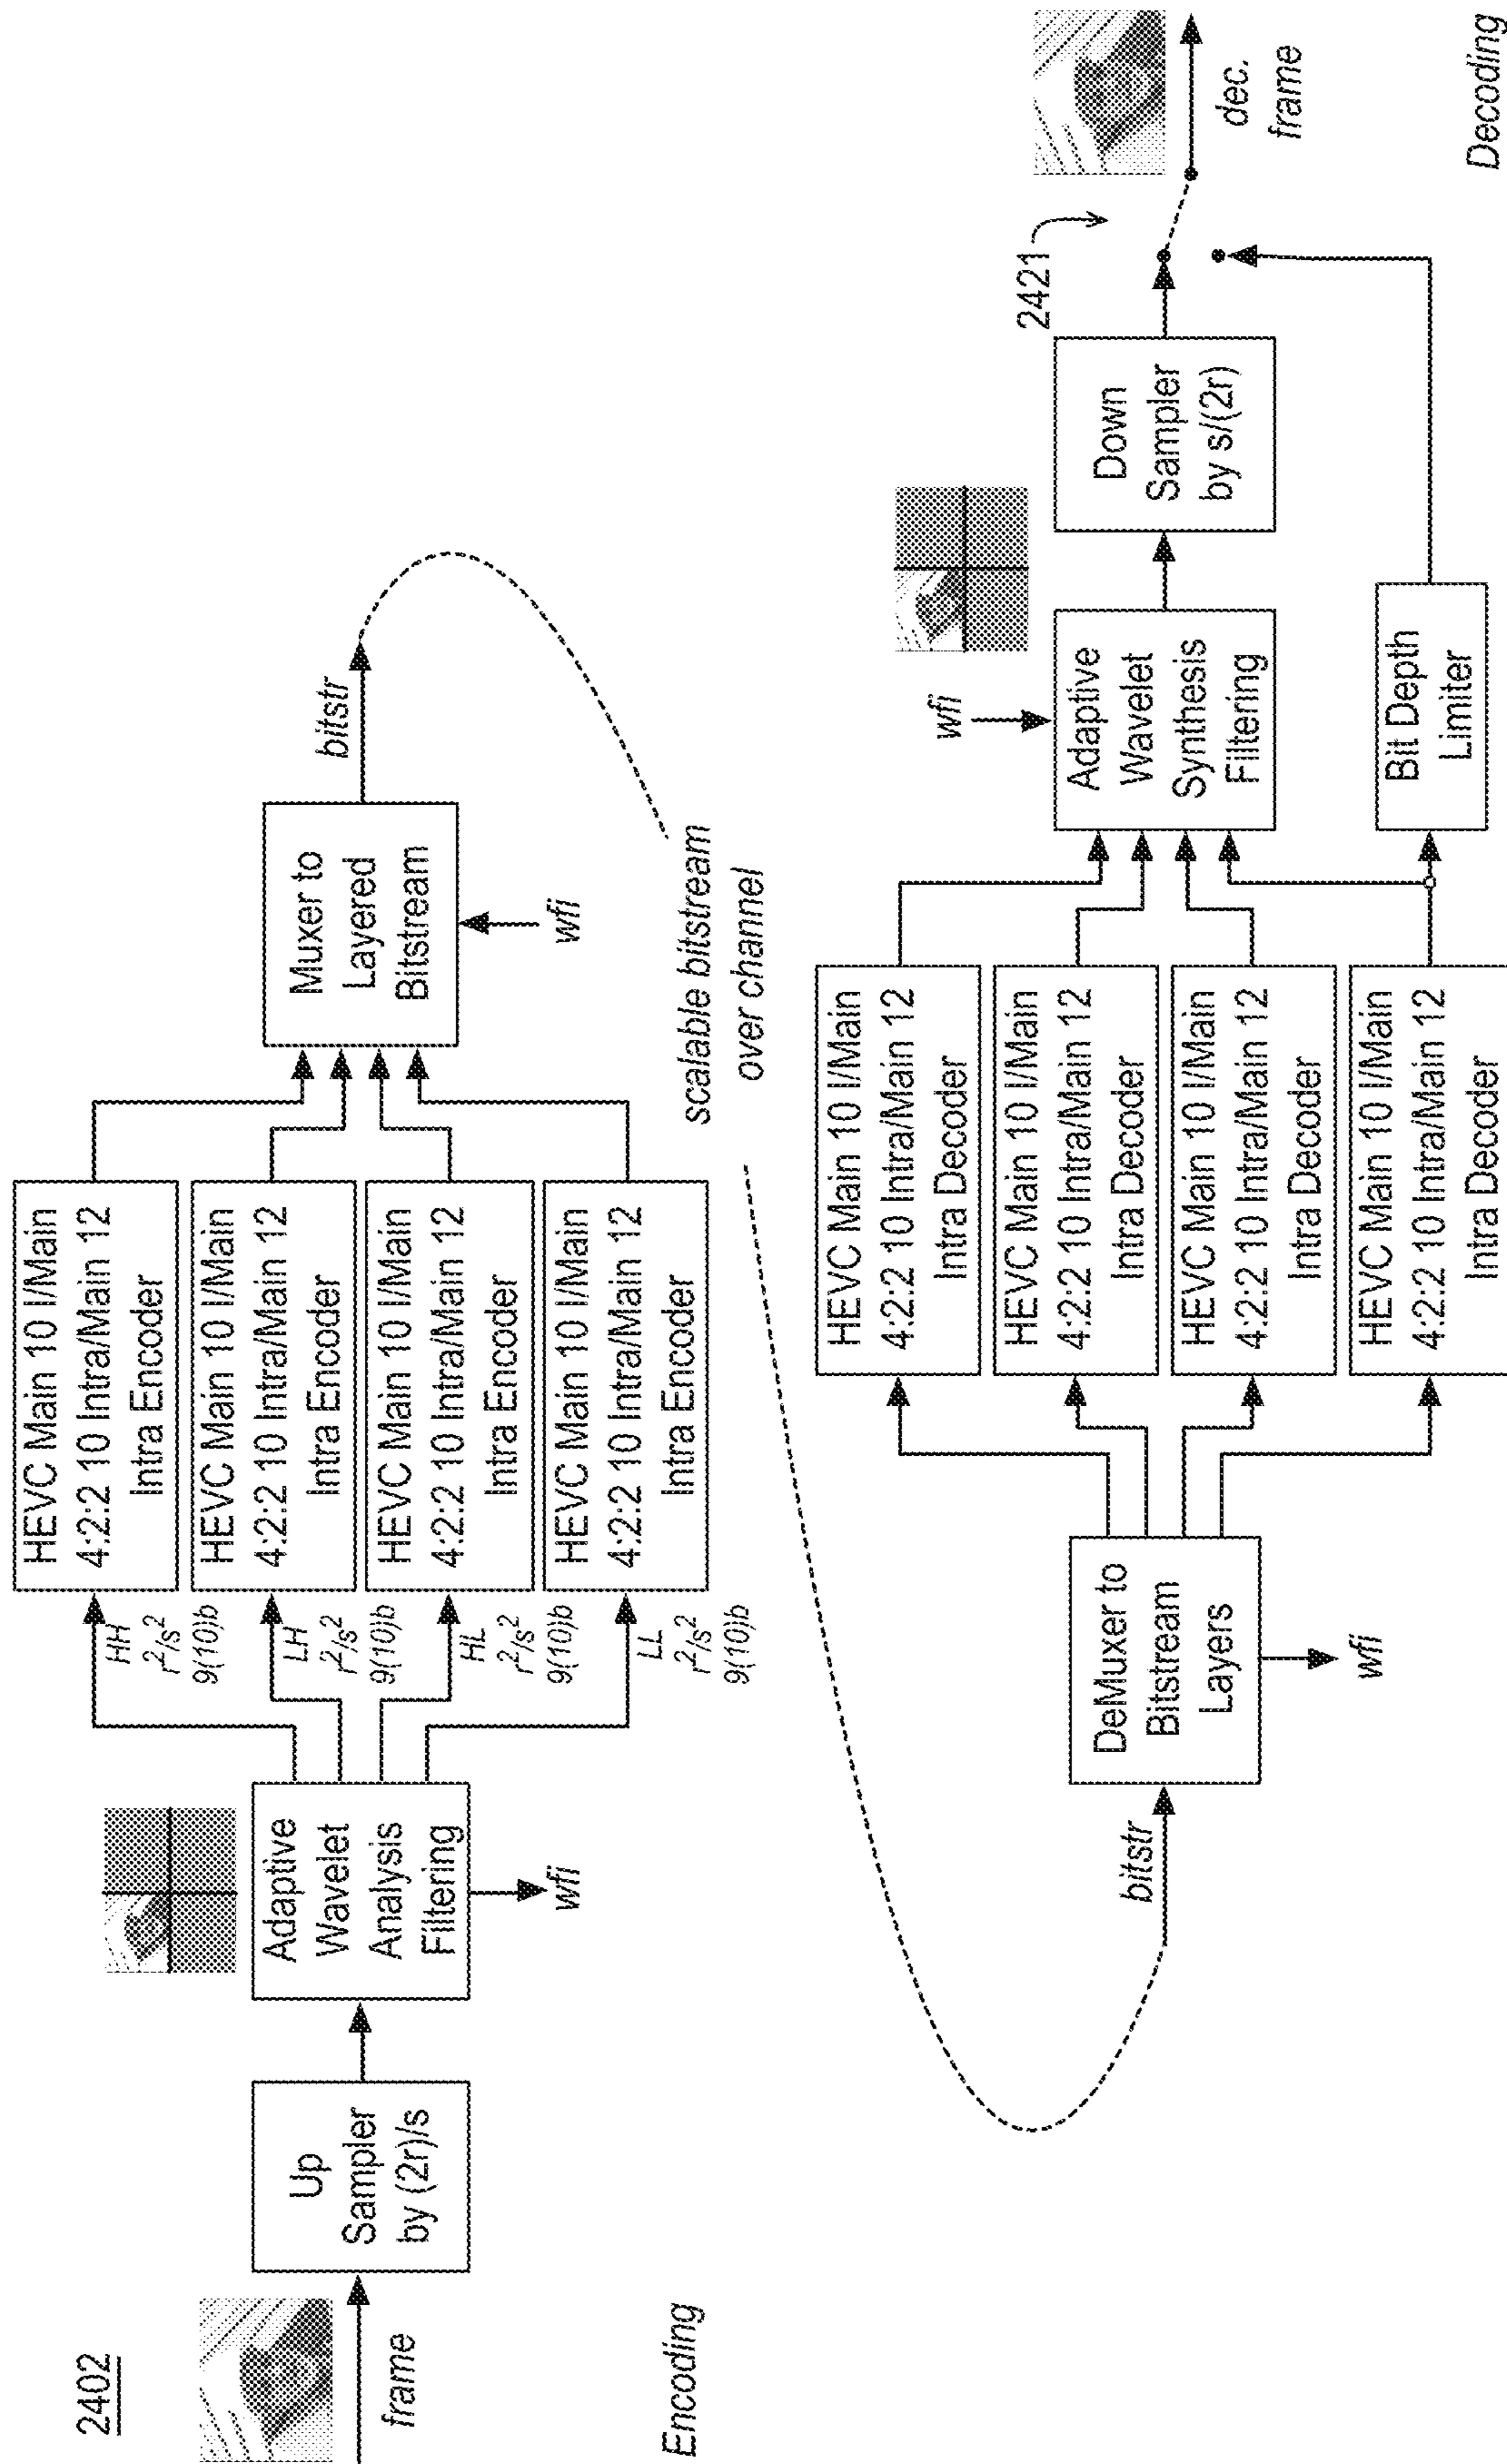 2402
frame
Up
Sampler
by (2r)/s
Adaptive
Wavelet
Analysis
Filtering
wfi
HH
r²/s²
9(10)b
LH
r²/s²
9(10)b
HL
r²/s²
9(10)b
LL
r²/s²
9(10)b
HEVC Main 10 I/Main
4:2:2 10 Intra/Main 12
Intra Encoder
HEVC Main 10 I/Main
4:2:2 10 Intra/Main 12
Intra Encoder
HEVC Main 10 I/Main
4:2:2 10 Intra/Main 12
Intra Encoder
HEVC Main 10 I/Main
4:2:2 10 Intra/Main 12
Intra Encoder
Muxer to
Layered
Bitstream
wfi
bitstr
Encoding
scalable bitstream
over channel
bitstr
DeMuxer to
Bitstream
Layers
wfi
HEVC Main 10 I/Main
4:2:2 10 Intra/Main 12
Intra Decoder
HEVC Main 10 I/Main
4:2:2 10 Intra/Main 12
Intra Decoder
HEVC Main 10 I/Main
4:2:2 10 Intra/Main 12
Intra Decoder
HEVC Main 10 I/Main
4:2:2 10 Intra/Main 12
Intra Decoder
wfi
Adaptive
Wavelet
Synthesis
Filtering
Bit Depth
Limiter
Down
Sampler
by s/(2r)
2421
dec.
frame
Decoding